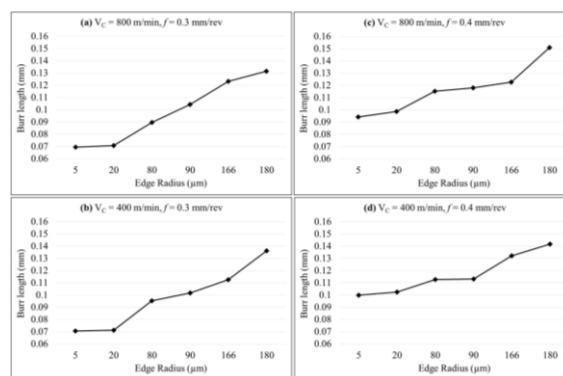 (a) V_C = 800 m/min, f = 0.3 mm/rev
Burr length (mm)
0.16
0.15
0.14
0.13
0.12
0.11
0.1
0.09
0.08
0.07
0.06
5 20 80 90 166 180
Edge Radius (µm)
(c) V_C = 800 m/min, f = 0.4 mm/rev
Burr length (mm)
0.16
0.15
0.14
0.13
0.12
0.11
0.1
0.09
0.08
0.07
0.06
5 20 80 90 166 180
Edge Radius (µm)
(b) V_C = 400 m/min, f = 0.3 mm/rev
Burr length (mm)
0.16
0.15
0.14
0.13
0.12
0.11
0.1
0.09
0.08
0.07
0.06
5 20 80 90 166 180
Edge Radius (µm)
(d) V_C = 400 m/min, f = 0.4 mm/rev
Burr length (mm)
0.16
0.15
0.14
0.13
0.12
0.11
0.1
0.09
0.08
0.07
0.06
5 20 80 90 166 180
Edge Radius (µm)